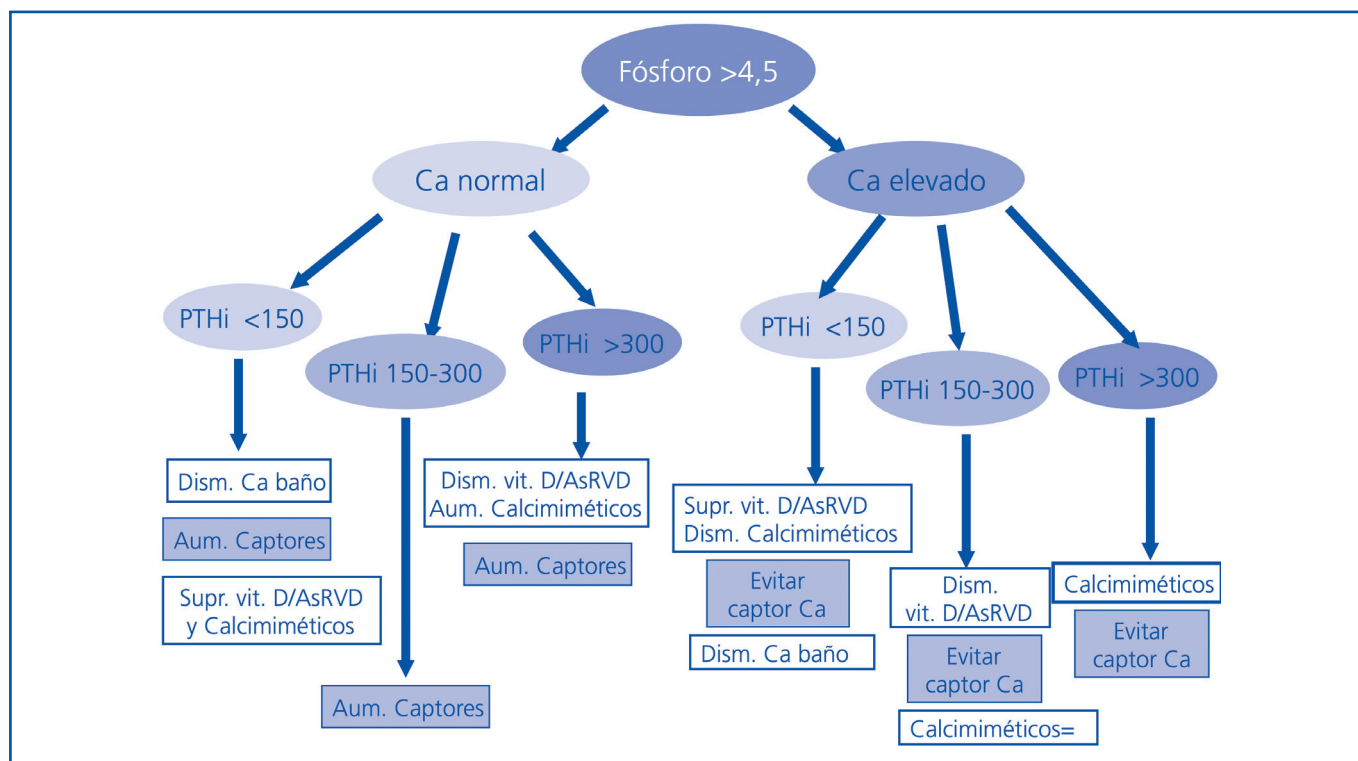 Fósforo >4,5
Ca normal
Ca elevado
PTHi <150
PTHi 150-300
PTHi >300
PTHi <150
PTHi 150-300
PTHi >300
Dism. Ca baño
Aum. Captores
Supr. vit. D/AsRVD
y Calcimiméticos
Aum. Captores
Dism. vit. D/AsRVD
Aum. Calcimiméticos
Aum. Captores
Supr. vit. D/AsRVD
Dism. Calcimiméticos
Evitar
captor Ca
Dism. Ca baño
Dism.
vit. D/AsRVD
Evitar
captor Ca
Calcimiméticos=
Calcimiméticos
Evitar
captor Ca